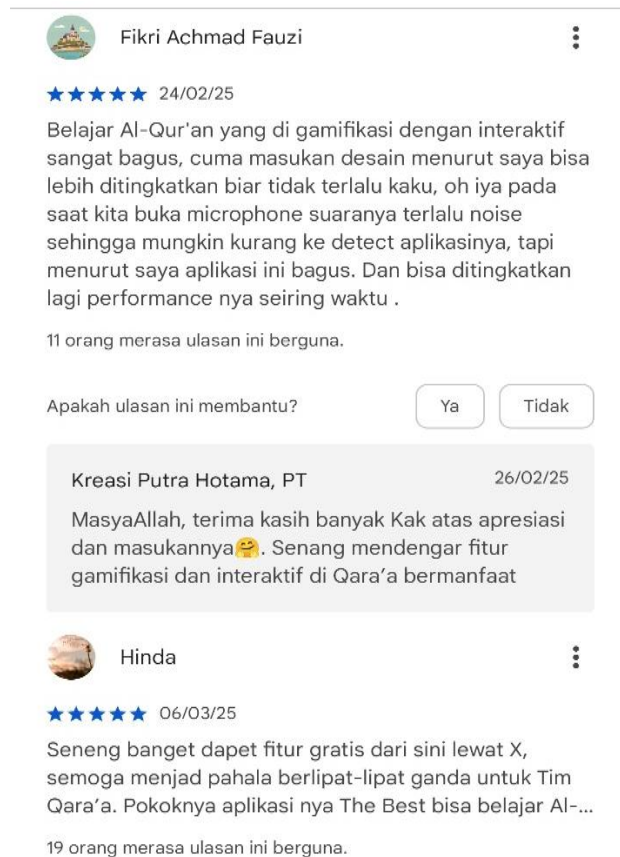 Fikri Achmad Fauzi
24/02/25
Belajar Al-Qur'an yang di gamifikasi dengan interaktif
sangat bagus, cuma masukan desain menurut saya bisa
lebih ditingkatkan biar tidak terlalu kaku, oh iya pada
saat kita buka microphone suaranya terlalu noise
sehingga mungkin kurang ke detect aplikasinya, tapi
menurut saya aplikasi ini bagus. Dan bisa ditingkatkan
lagi performance nya seiring waktu .
11 orang merasa ulasan ini berguna.
Apakah ulasan ini membantu? Ya Tidak
Kreasi Putra Hotama, PT 26/02/25
MasyaAllah, terima kasih banyak Kak atas apresiasi
dan masukannya🤗. Senang mendengar fitur
gamifikasi dan interaktif di Qara’a bermanfaat
Hinda
06/03/25
Seneng banget dapet fitur gratis dari sini lewat X,
semoga menjad pahala berlipat-lipat ganda untuk Tim
Qara’a. Pokoknya aplikasi nya The Best bisa belajar Al-...
19 orang merasa ulasan ini berguna.